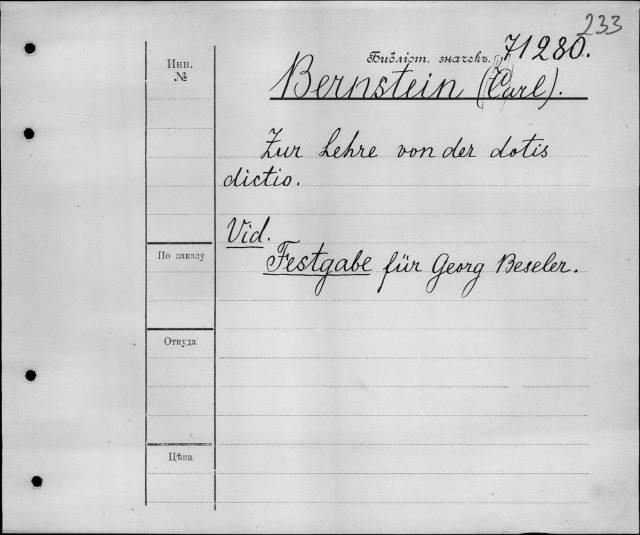 233
Библіот. значекъ. 71280.
Инв.
№
Bernstein (Carl).
Zur Lehre von der dotis
dictio.
Vid.
Festgabe für Georg Beseler.
По заказу
Откуда
Цѣна